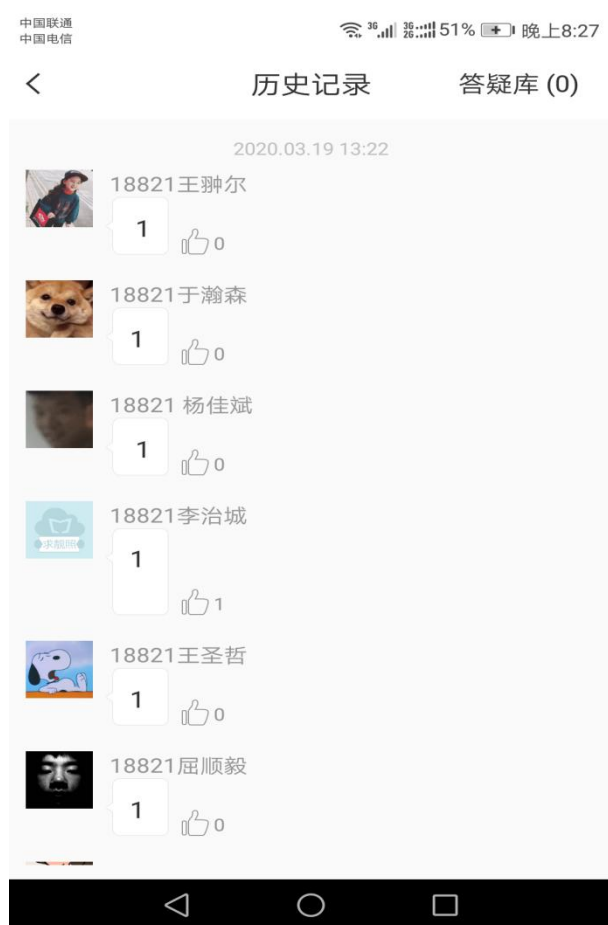 中国联通
中国电信
36 36 26 51% 晚上8:27
历史记录 答疑库 (0)
2020.03.19 13:22
18821王翀尔
1
0
18821于瀚森
1
0
18821 杨佳斌
1
0
18821李治城
求靓照
1
1
18821王圣哲
1
0
18821屈顺毅
1
0